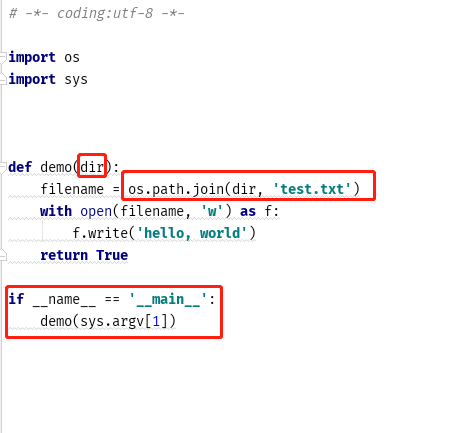 # -*- coding:utf-8 -*-
import os
import sys
def demo(dir):
    filename = os.path.join(dir, 'test.txt')
    with open(filename, 'w') as f:
        f.write('hello, world')
    return True
if __name__ == '__main__':
    demo(sys.argv[1])